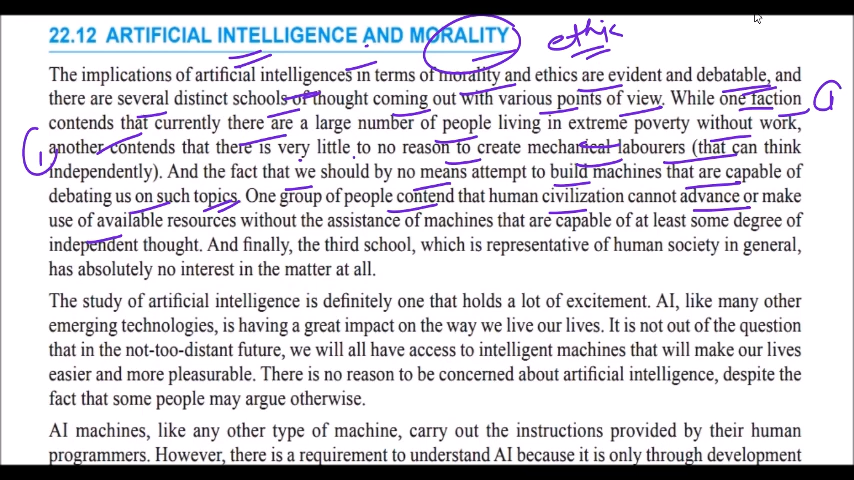 22.12 ARTIFICIAL INTELLIGENCE AND MORALITY ethic
The implications of artificial intelligences in terms of morality and ethics are evident and debatable, and
there are several distinct schools of thought coming out with various points of view. While one faction
contends that currently there are a large number of people living in extreme poverty without work,
another contends that there is very little to no reason to create mechanical labourers (that can think
independently). And the fact that we should by no means attempt to build machines that are capable of
debating us on such topics. One group of people contend that human civilization cannot advance or make
use of available resources without the assistance of machines that are capable of at least some degree of
independent thought. And finally, the third school, which is representative of human society in general,
has absolutely no interest in the matter at all.
The study of artificial intelligence is definitely one that holds a lot of excitement. AI, like many other
emerging technologies, is having a great impact on the way we live our lives. It is not out of the question
that in the not-too-distant future, we will all have access to intelligent machines that will make our lives
easier and more pleasurable. There is no reason to be concerned about artificial intelligence, despite the
fact that some people may argue otherwise.
AI machines, like any other type of machine, carry out the instructions provided by their human
programmers. However, there is a requirement to understand AI because it is only through development